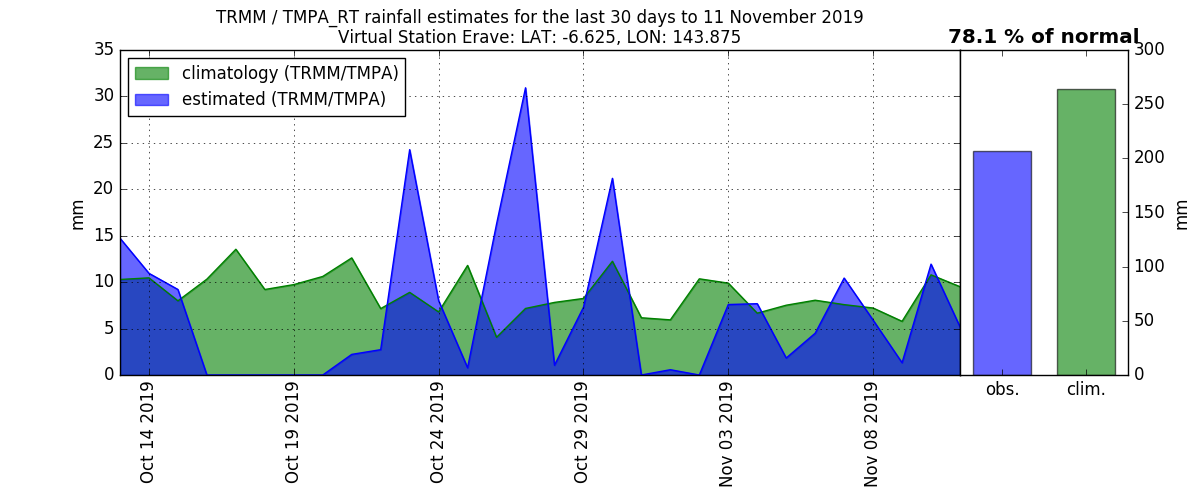 TRMM / TMPA_RT rainfall estimates for the last 30 days to 11 November 2019
Virtual Station Erave: LAT: -6.625, LON: 143.875
78.1 % of normal
climatology (TRMM/TMPA)
estimated (TRMM/TMPA)
mm
35
30
25
20
15
10
5
0
Oct 14 2019
Oct 19 2019
Oct 24 2019
Oct 29 2019
Nov 03 2019
Nov 08 2019
obs.
clim.
300
250
200
150
100
50
0
mm